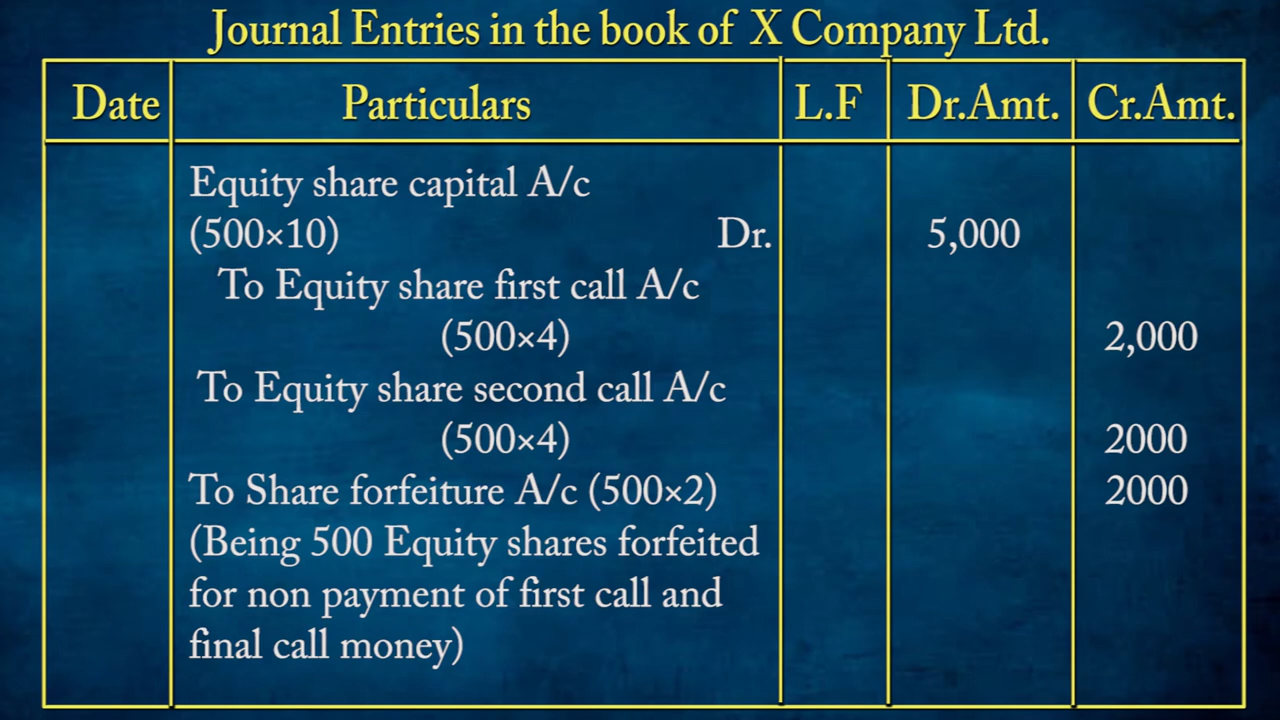 Journal Entries in the book of X Company Ltd.
Date Particulars L.F Dr.Amt. Cr.Amt.
Equity share capital A/c
(500×10) Dr. 5,000
To Equity share first call A/c
(500×4) 2,000
To Equity share second call A/c
(500×4) 2000
To Share forfeiture A/c (500×2) 2000
(Being 500 Equity shares forfeited
for non payment of first call and
final call money)